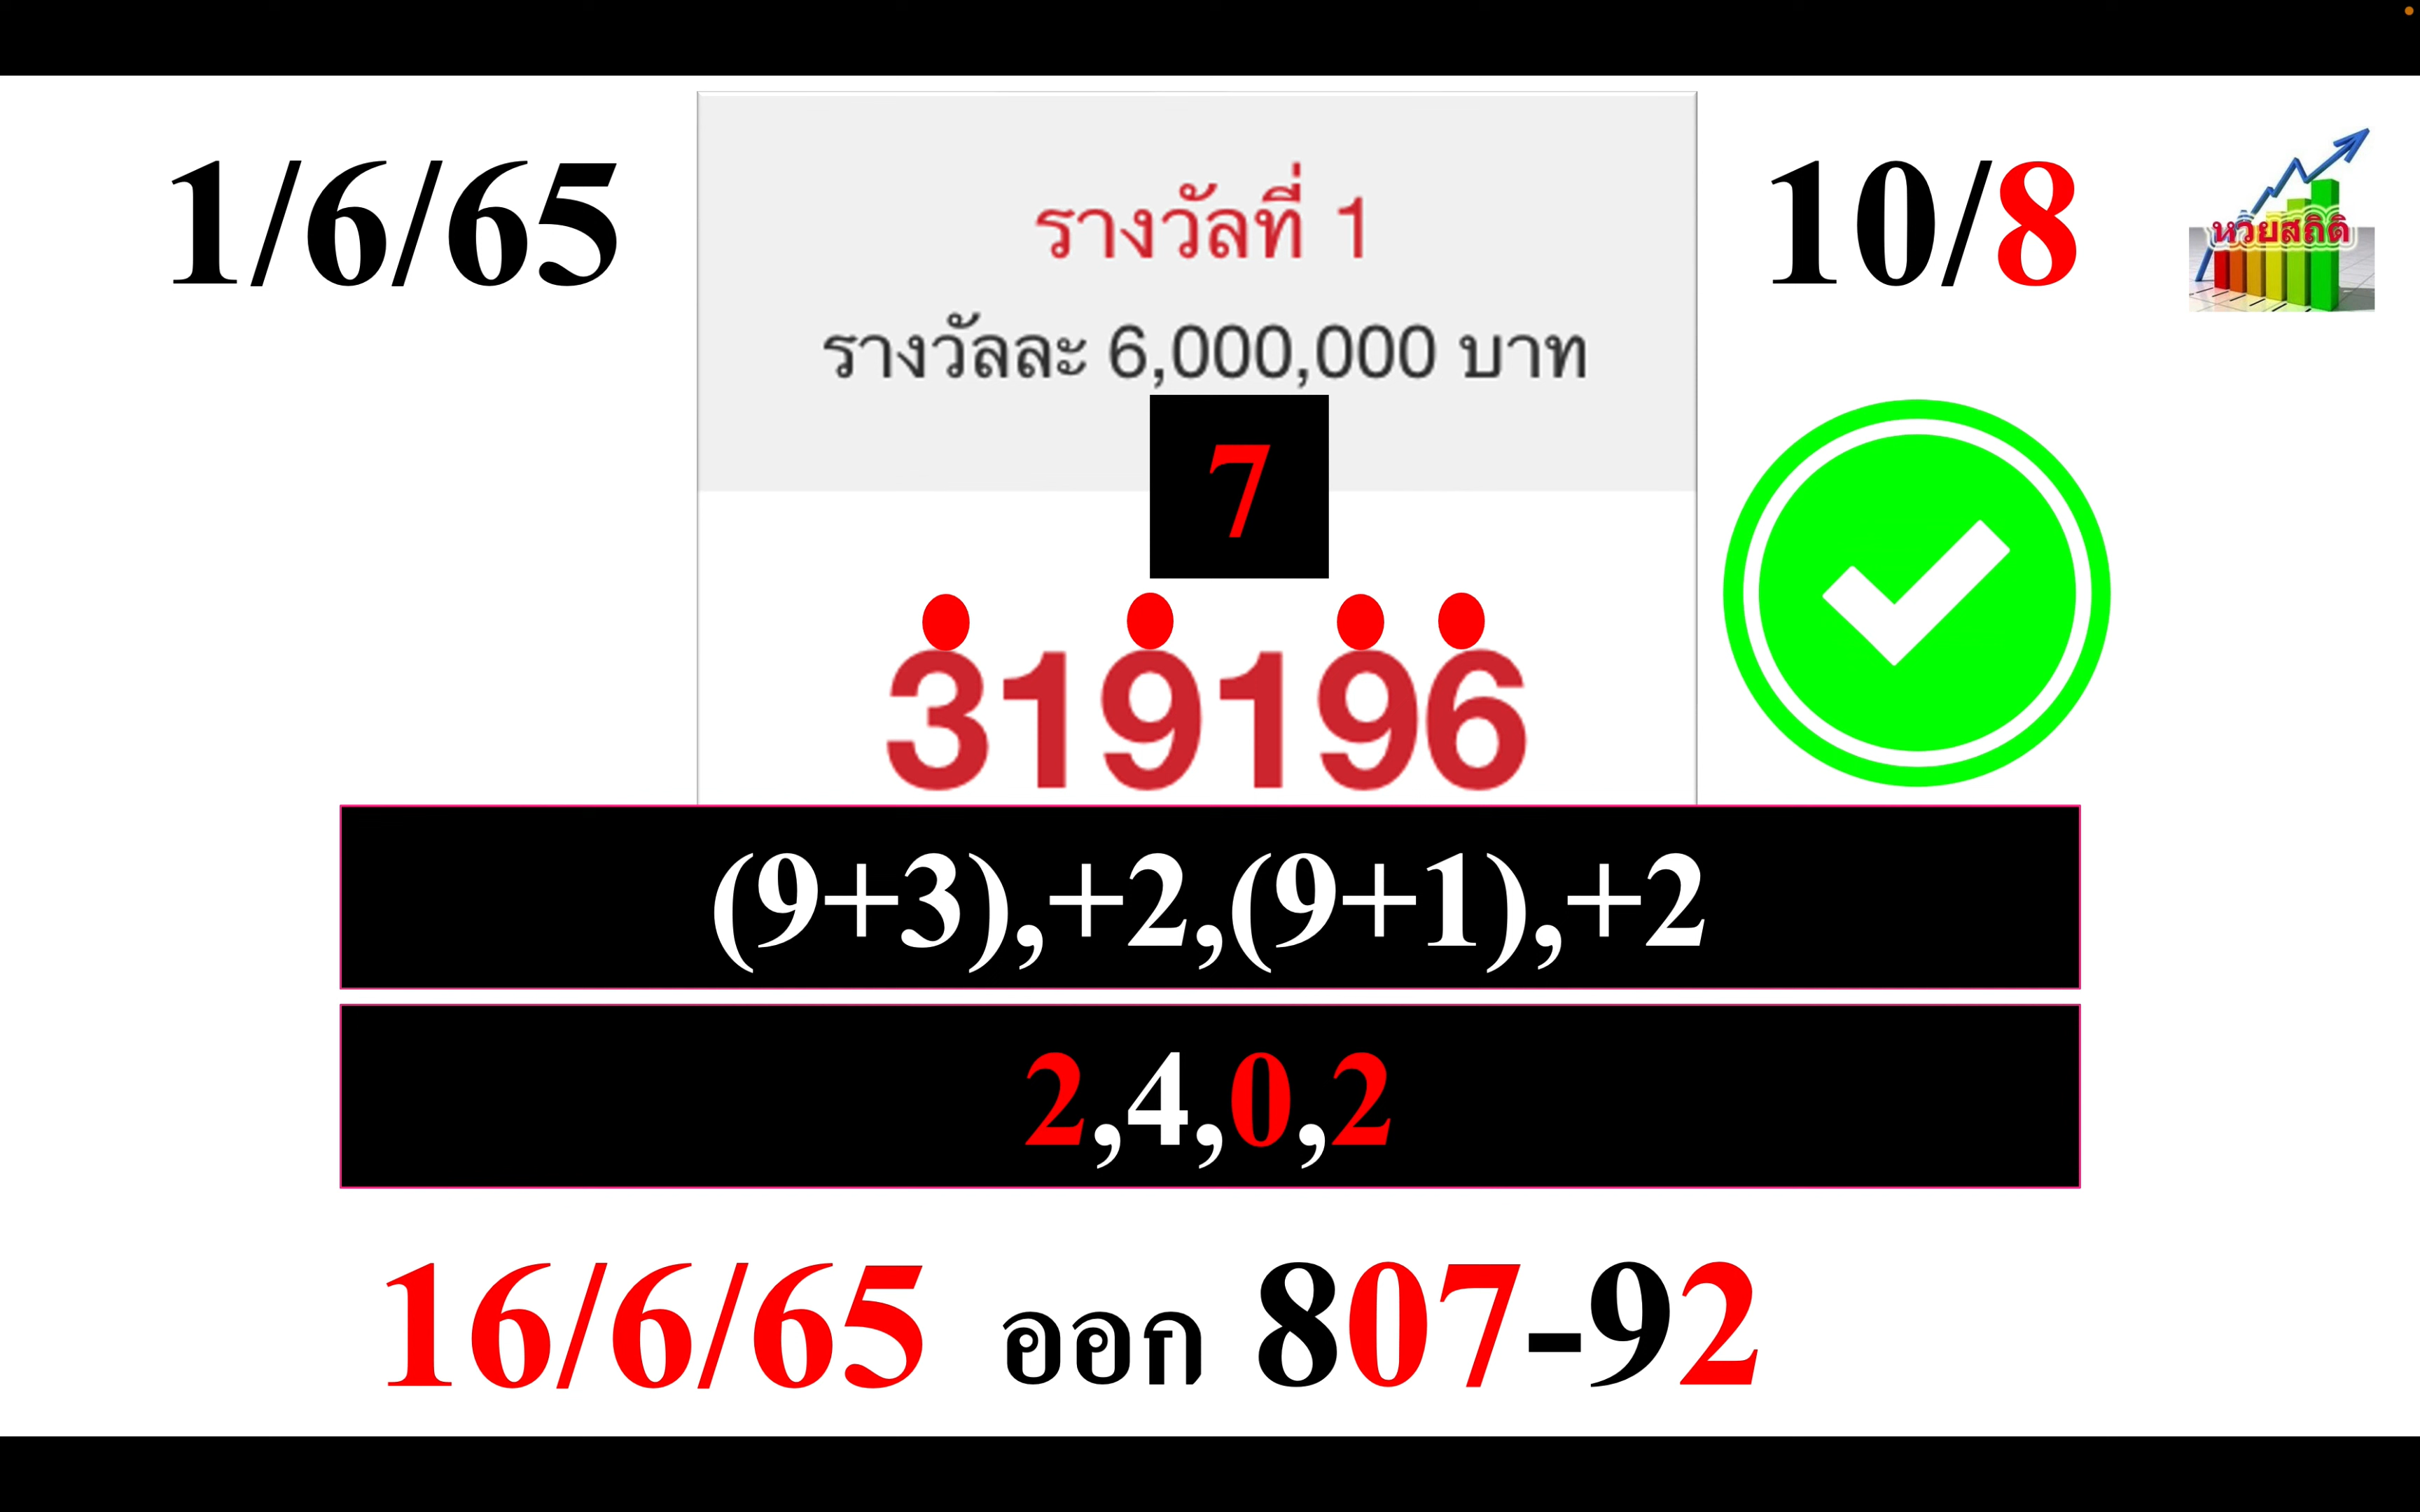 1/6/65
รางวัลที่ 1
10/8
หวยสถิติ
รางวัลละ 6,000,000 บาท
7
319196
(9+3),+2,(9+1),+2
2,4,0,2
16/6/65 ออก 807-92